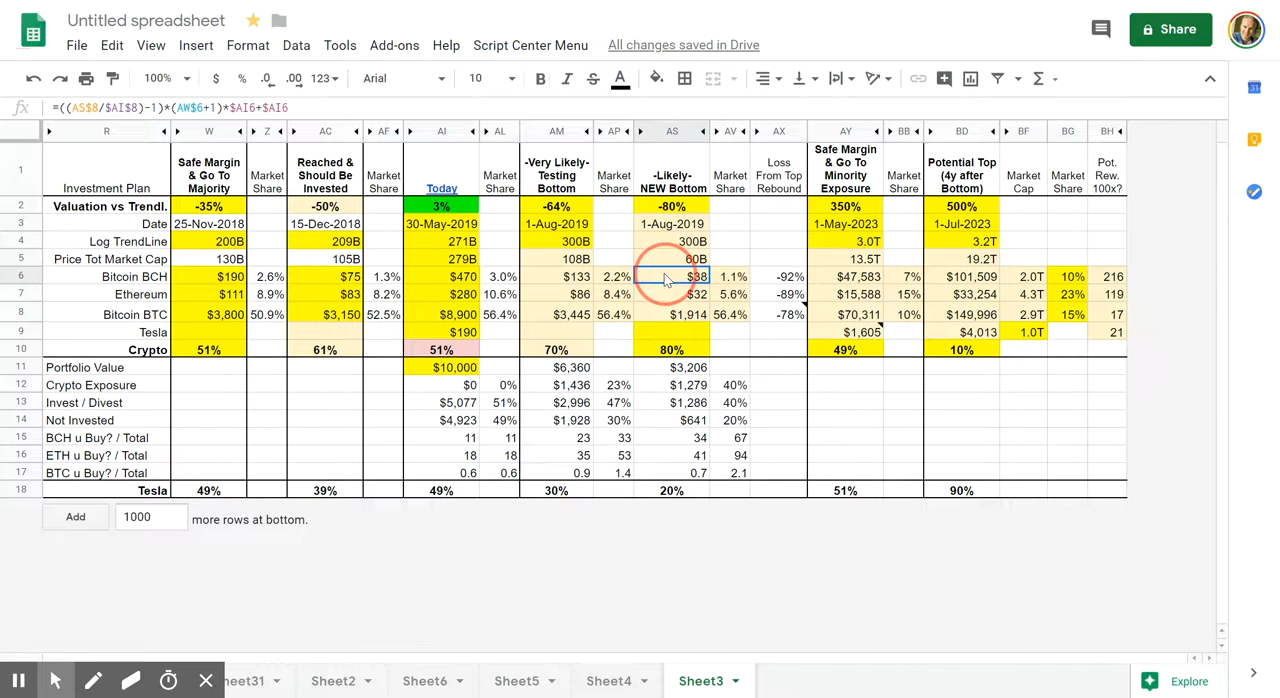 Untitled spreadsheet
File Edit View Insert Format Data Tools Add-ons Help Script Center Menu All changes saved in Drive
Share
100% $ % .0 .00 123 Arial 10 B I S A
fx =((AS$8/$AI$8)-1)*(AW$6+1)*$AI6+$AI6
R W Z AC AF AI AL AM AP AS AV AX AY BB BD BF BG BH
1 Investment Plan Safe Margin & Go To Majority Market Share Reached & Should Be Invested Market Share Today Market Share -Very Likely- Testing Bottom Market Share -Likely- NEW Bottom Market Share Loss From Top Rebound Safe Margin & Go To Minority Exposure Market Share Potential Top (4y after Bottom) Market Cap Market Share Pot. Rew. 100x?
2 Valuation vs Trendl. -35% -50% 3% -64% -80% 350% 500%
3 Date 25-Nov-2018 15-Dec-2018 30-May-2019 1-Aug-2019 1-Aug-2019 1-May-2023 1-Jul-2023
4 Log TrendLine 200B 209B 271B 300B 300B 3.0T 3.2T
5 Price Tot Market Cap 130B 105B 279B 108B 60B 13.5T 19.2T
6 Bitcoin BCH $190 2.6% $75 1.3% $470 3.0% $133 2.2% $38 1.1% -92% $47,583 7% $101,509 2.0T 10% 216
7 Ethereum $111 8.9% $83 8.2% $280 10.6% $86 8.4% $32 5.6% -89% $15,588 15% $33,254 4.3T 23% 119
8 Bitcoin BTC $3,800 50.9% $3,150 52.5% $8,900 56.4% $3,445 56.4% $1,914 56.4% -78% $70,311 10% $149,996 2.9T 15% 17
9 Tesla $190 $1,605 $4,013 1.0T 21
10 Crypto 51% 61% 51% 70% 80% 49% 10%
11 Portfolio Value $10,000 $6,360 $3,206
12 Crypto Exposure $0 0% $1,436 23% $1,279 40%
13 Invest / Divest $5,077 51% $2,996 47% $1,286 40%
14 Not Invested $4,923 49% $1,928 30% $641 20%
15 BCH u Buy? / Total 11 11 23 33 34 67
16 ETH u Buy? / Total 18 18 35 53 41 94
17 BTC u Buy? / Total 0.6 0.6 0.9 1.4 0.7 2.1
18 Tesla 49% 39% 49% 30% 20% 51% 90%
Add 1000 more rows at bottom.
heet31 Sheet2 Sheet6 Sheet5 Sheet4 Sheet3 Explore